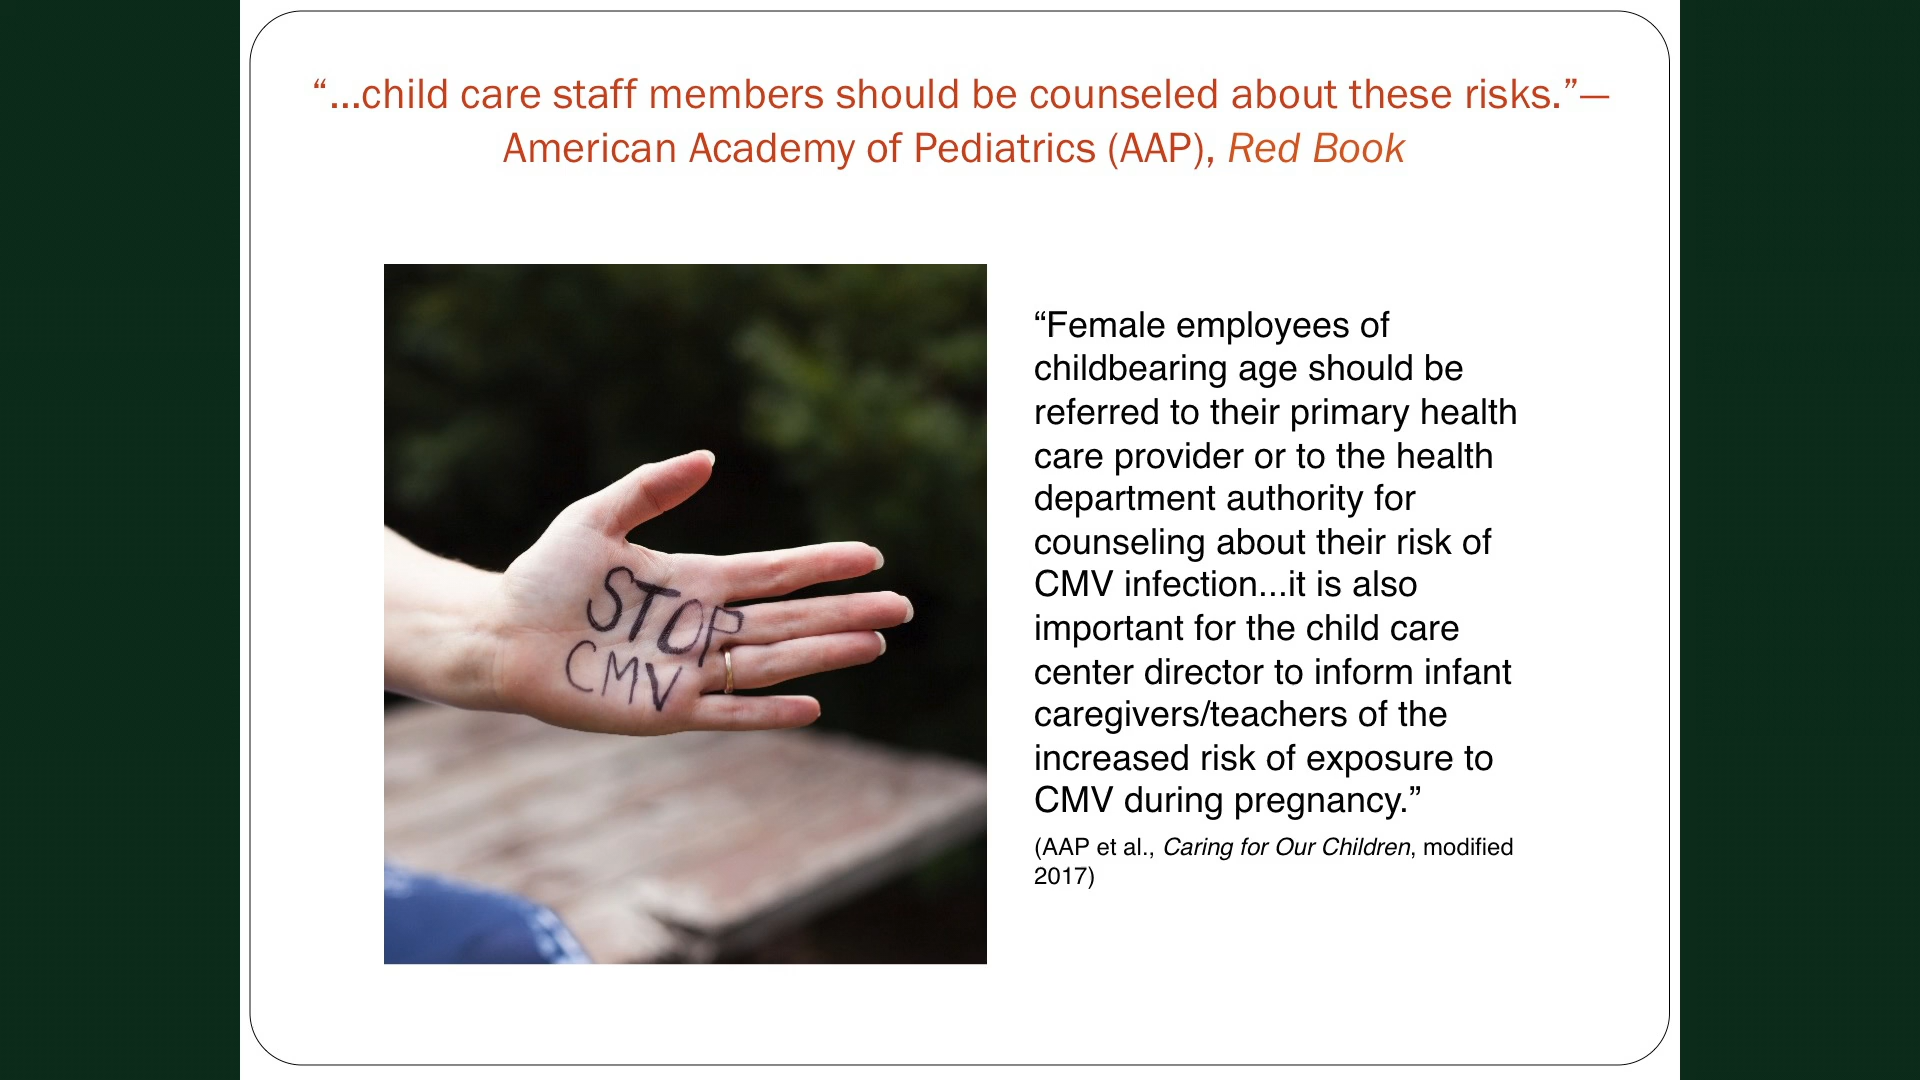 “...child care staff members should be counseled about these risks.”—
American Academy of Pediatrics (AAP), Red Book
STOP
CMV
“Female employees of
childbearing age should be
referred to their primary health
care provider or to the health
department authority for
counseling about their risk of
CMV infection...it is also
important for the child care
center director to inform infant
caregivers/teachers of the
increased risk of exposure to
CMV during pregnancy.”
(AAP et al., Caring for Our Children, modified
2017)